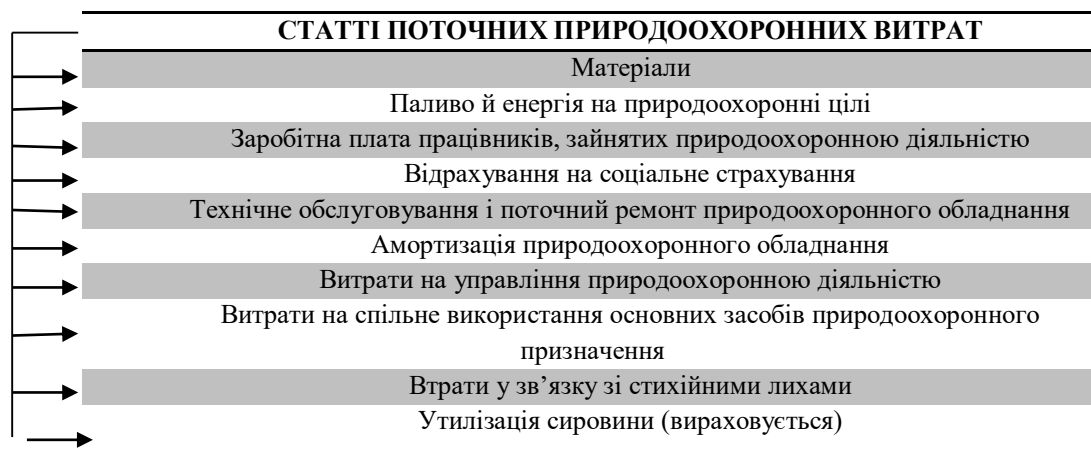 СТАТТІ ПОТОЧНИХ ПРИРОДООХОРОННИХ ВИТРАТ
Матеріали
Паливо й енергія на природоохоронні цілі
Заробітна плата працівників, зайнятих природоохоронною діяльністю
Відрахування на соціальне страхування
Технічне обслуговування і поточний ремонт природоохоронного обладнання
Амортизація природоохоронного обладнання
Витрати на управління природоохоронною діяльністю
Витрати на спільне використання основних засобів природоохоронного
призначення
Втрати у зв’язку зі стихійними лихами
Утилізація сировини (вираховується)